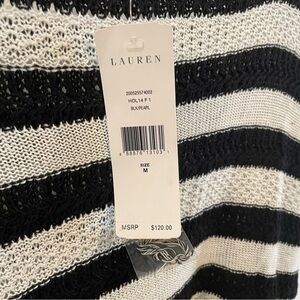 LAUREN
200525574002
HOL14 F 1
BLK/PEARL
SIZE
M
MSRP $120.00